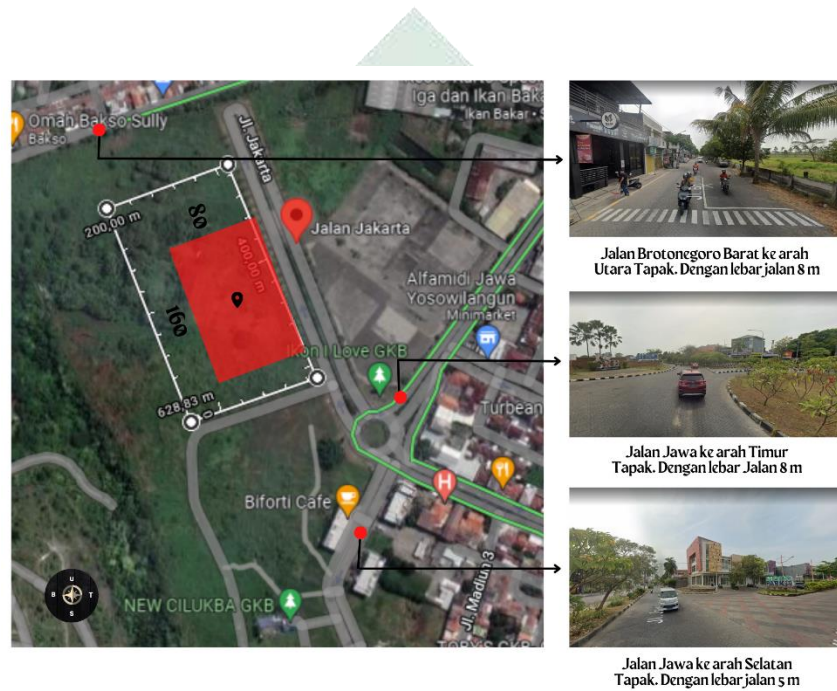 Iga dan Ikan Baka
Ikan Bakar
Omah Bakso Sully
Bakso
Jl. Jakarta
200,00 m
80
400,00 m
Jalan Jakarta
160
Alfamidi Jawa
Yosowilangun
Minimarket
Ikon I Love GKB
628,83 m
0
Turbean
H
Biforti Cafe
Jl. Madiun 3
NEW CILUKBA GKB
U
B T
S
Jalan Brotonegoro Barat ke arah
Utara Tapak. Dengan lebar jalan 8 m
Jalan Jawa ke arah Timur
Tapak. Dengan lebar Jalan 8 m
Jalan Jawa ke arah Selatan
Tapak. Dengan lebar jalan 5 m